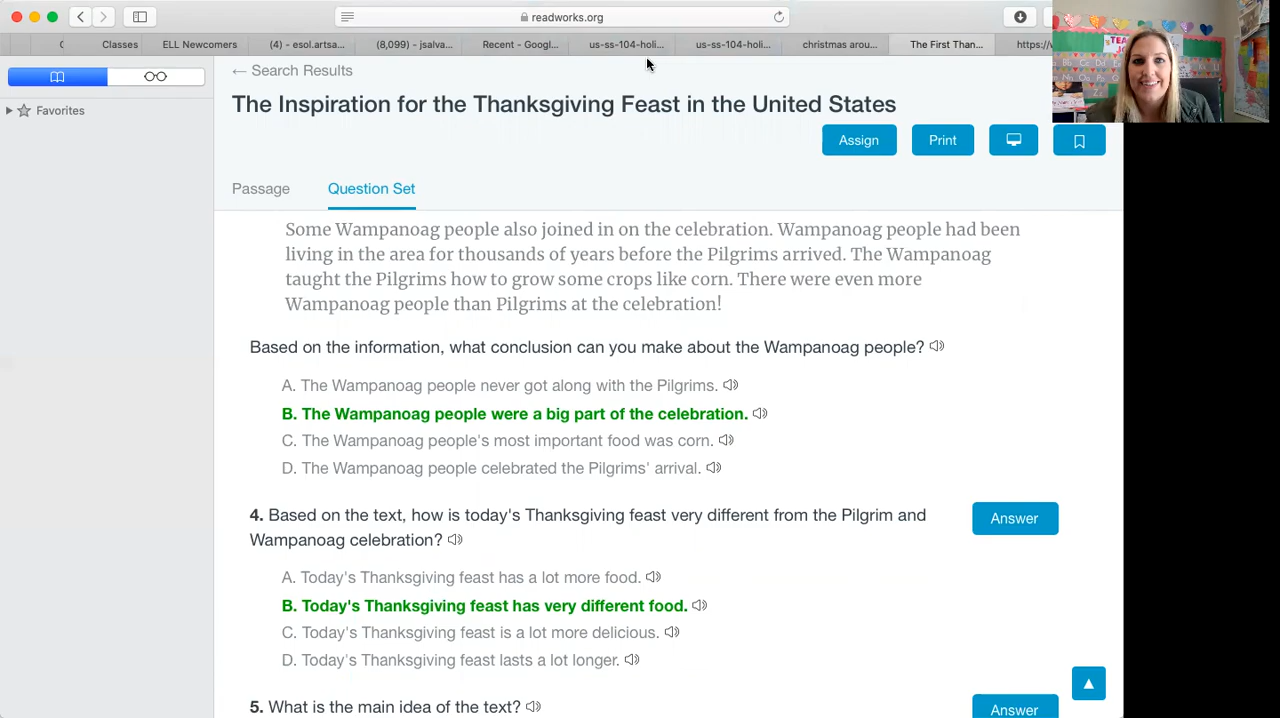 readworks.org
Classes
ELL Newcomers
(4) - esol.artsa...
(8,099) - jsalva...
Recent - Googl...
us-ss-104-holi...
us-ss-104-holi...
christmas arou...
The First Than...
https://w
Favorites
← Search Results
The Inspiration for the Thanksgiving Feast in the United States
Assign
Print
Passage
Question Set
Some Wampanoag people also joined in on the celebration. Wampanoag people had been
living in the area for thousands of years before the Pilgrims arrived. The Wampanoag
taught the Pilgrims how to grow some crops like corn. There were even more
Wampanoag people than Pilgrims at the celebration!
Based on the information, what conclusion can you make about the Wampanoag people?
A. The Wampanoag people never got along with the Pilgrims.
B. The Wampanoag people were a big part of the celebration.
C. The Wampanoag people's most important food was corn.
D. The Wampanoag people celebrated the Pilgrims' arrival.
4. Based on the text, how is today's Thanksgiving feast very different from the Pilgrim and
Wampanoag celebration?
Answer
A. Today's Thanksgiving feast has a lot more food.
B. Today's Thanksgiving feast has very different food.
C. Today's Thanksgiving feast is a lot more delicious.
D. Today's Thanksgiving feast lasts a lot longer.
5. What is the main idea of the text?
Answer